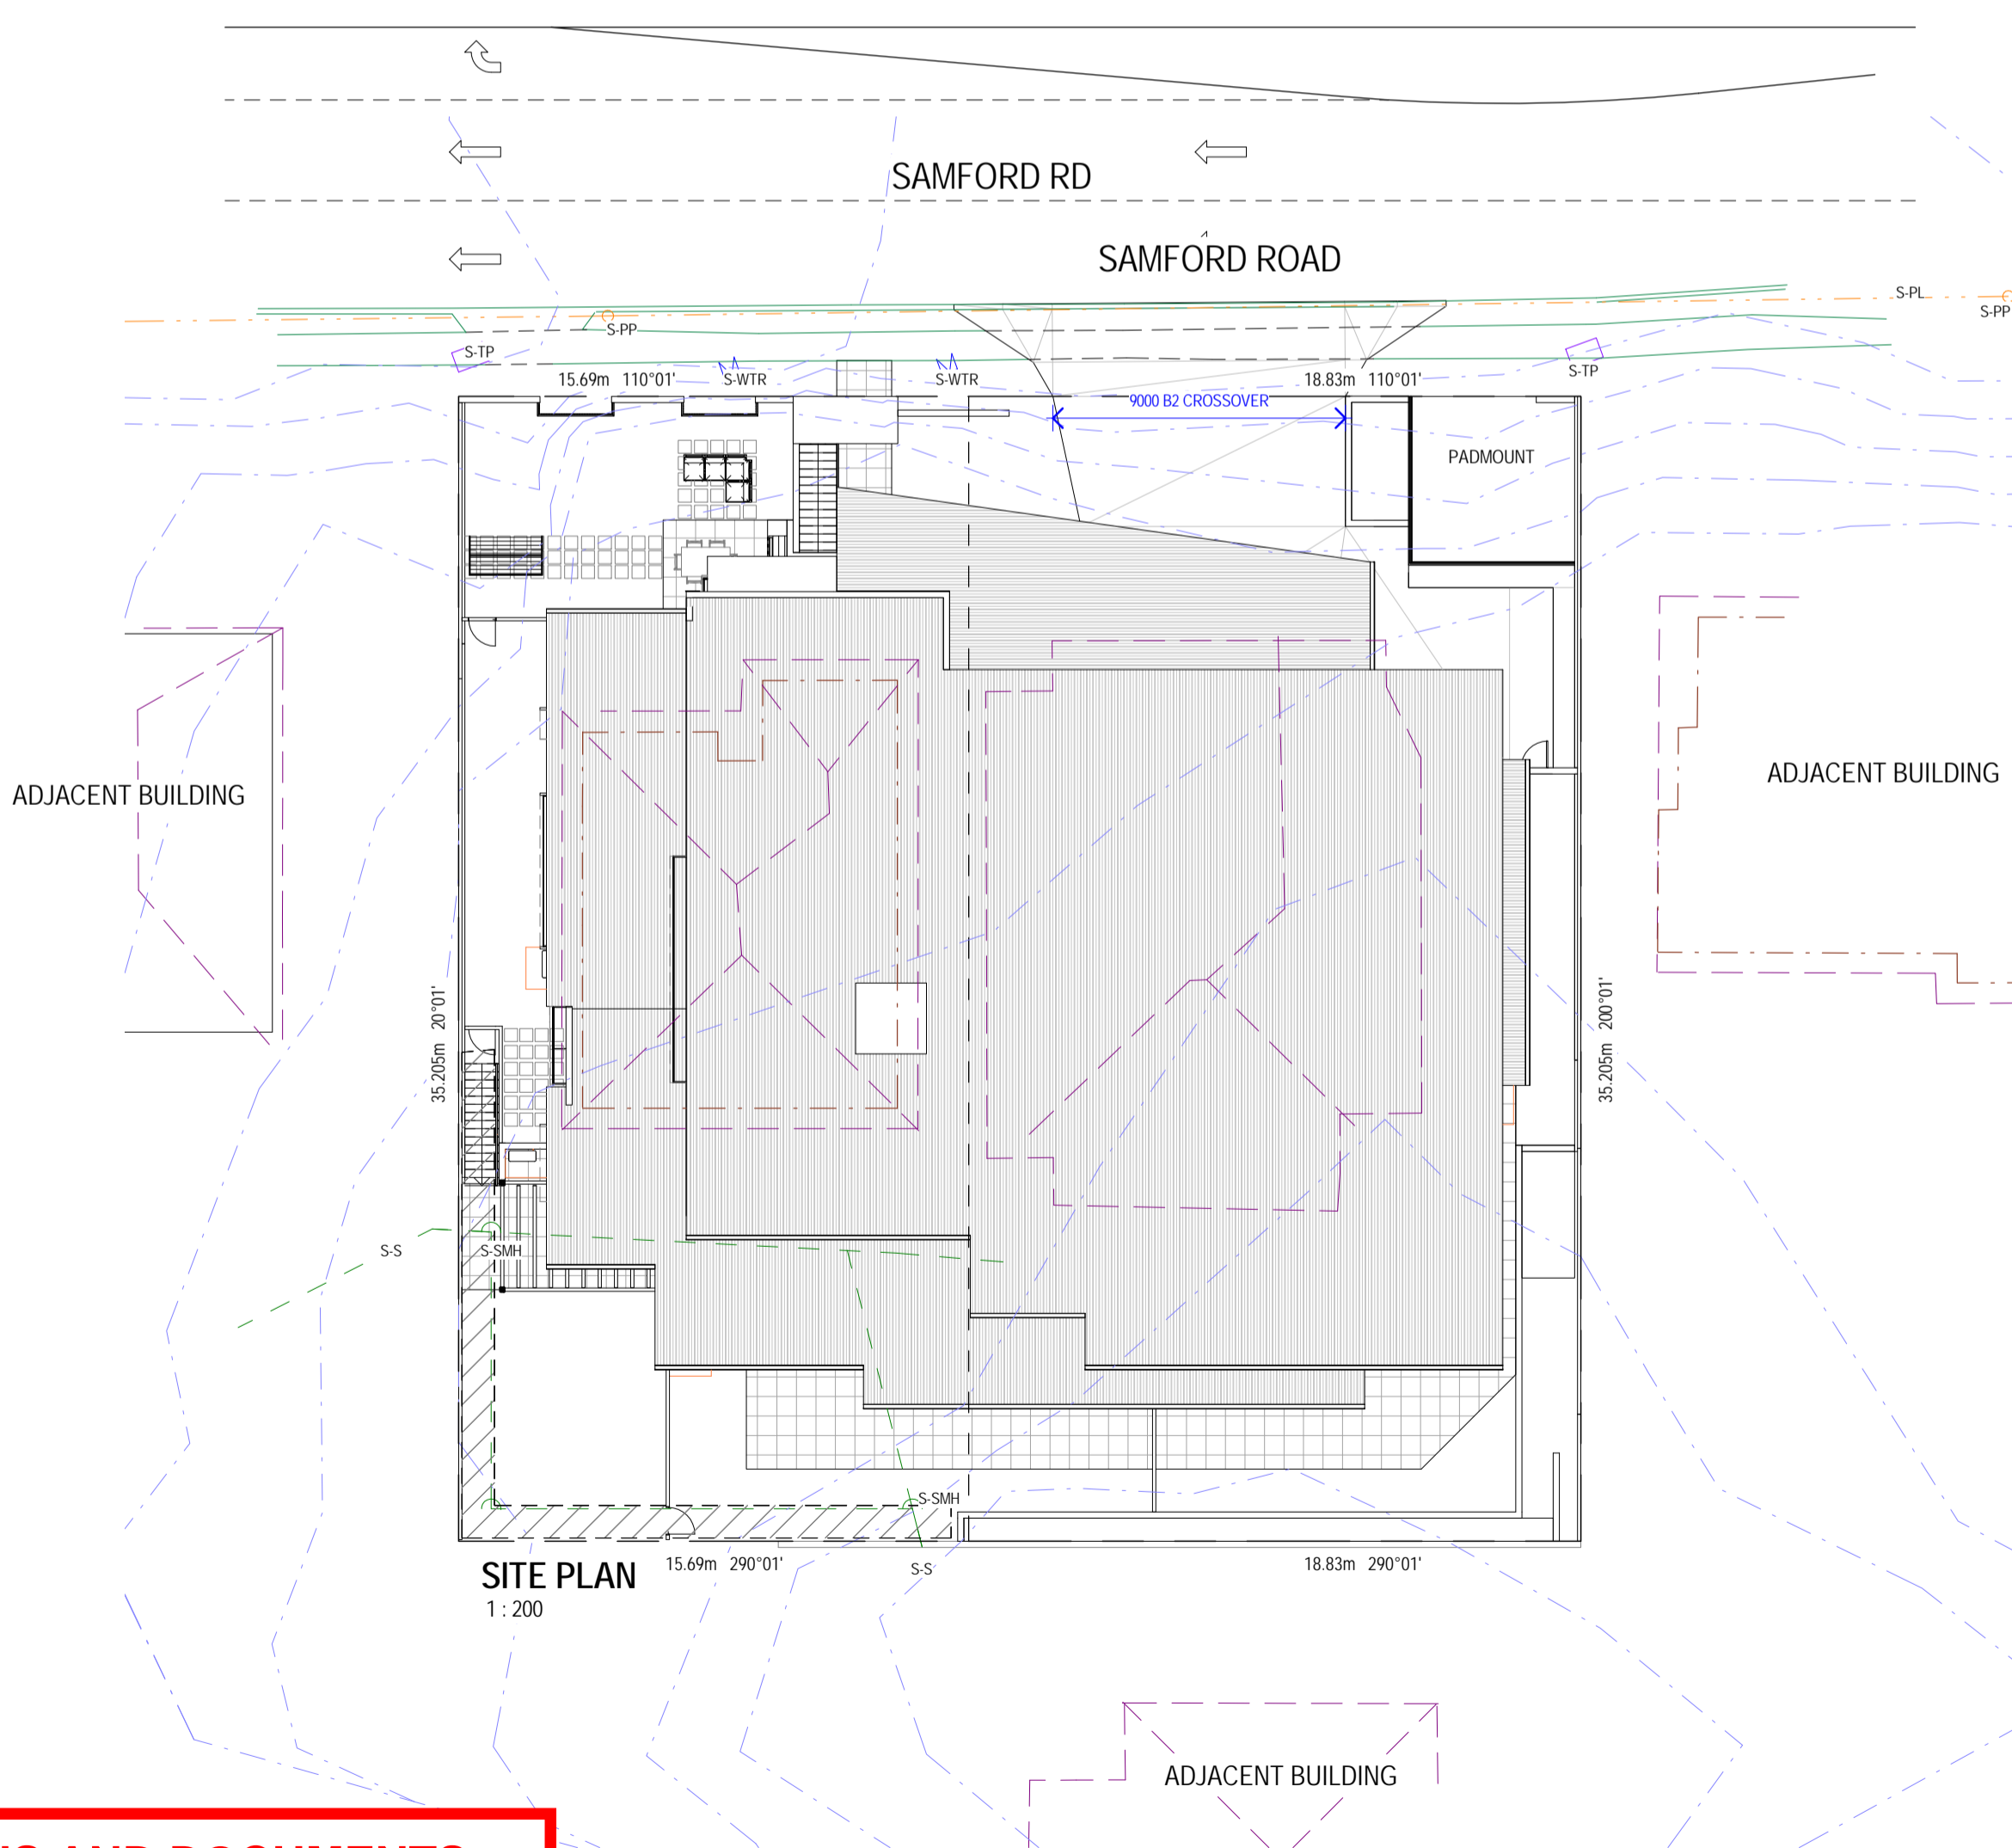 SAMFORD RD
SAMFORD ROAD
S-PL
S-PP
S-PP
S-TP
S-TP
S-WTR
S-WTR
15.69m 110°01'
18.83m 110°01'
9000 B2 CROSSOVER
PADMOUNT
ADJACENT BUILDING
ADJACENT BUILDING
35.205m 20°01'
35.205m 200°01'
S-S
S-SMH
S-SMH
S-S
15.69m 290°01'
18.83m 290°01'
SITE PLAN
1 : 200
ADJACENT BUILDING
AND DOCUMENTS